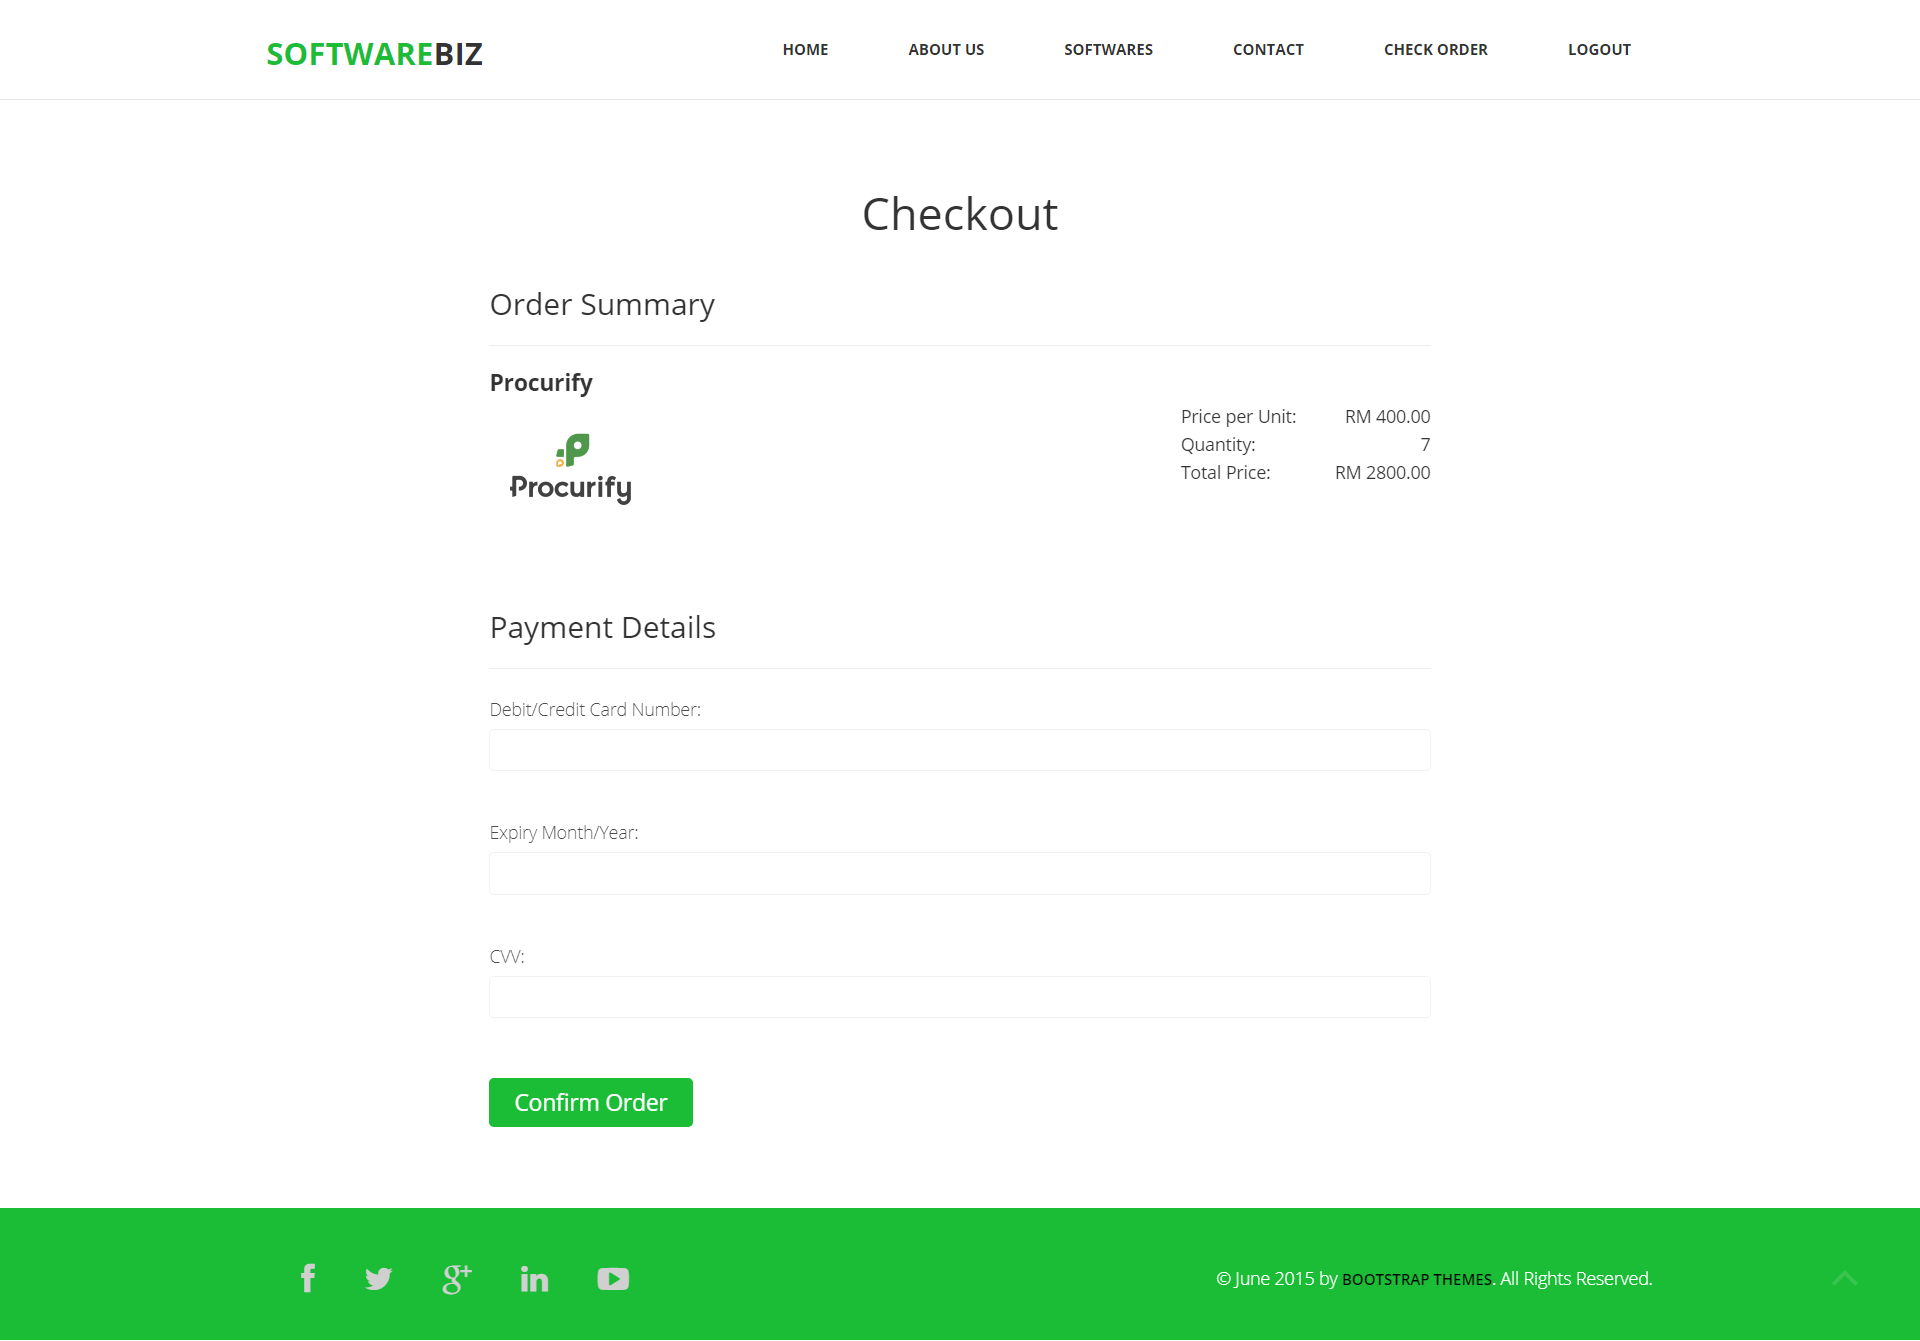 SOFTWAREBIZ
HOME ABOUT US SOFTWARES CONTACT CHECK ORDER LOGOUT
Checkout
Order Summary
Procurify
Price per Unit: RM 400.00
Quantity: 7
Total Price: RM 2800.00
Procurify
Payment Details
Debit/Credit Card Number:
Expiry Month/Year:
CVV:
Confirm Order
© June 2015 by BOOTSTRAP THEMES. All Rights Reserved.